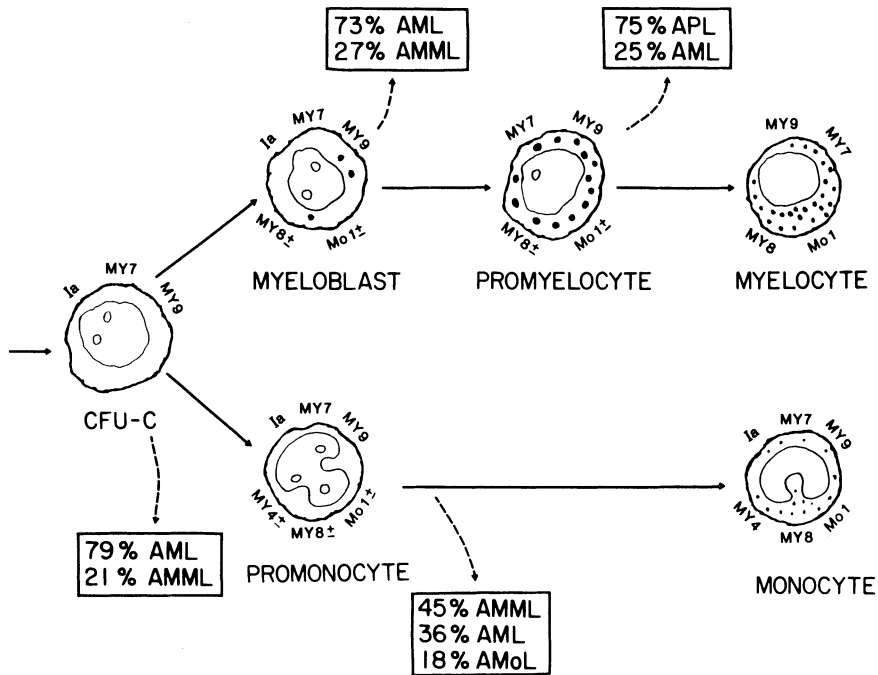 73% AML
27% AMML
75% APL
25% AML
Ia MY7 MY9
MY8± Mo1±
MYELOBLAST
MY7 MY9
MY8± Mo1±
PROMYELOCYTE
MY9 MY7
MY8 Mo1
MYELOCYTE
Ia MY7 MY9
CFU-C
79% AML
21% AMML
Ia MY7 MY9
MY4± MY8± Mo1±
PROMONOCYTE
45% AMML
36% AML
18% AMoL
Ia MY7 MY9
MY4 MY8 Mo1
MONOCYTE